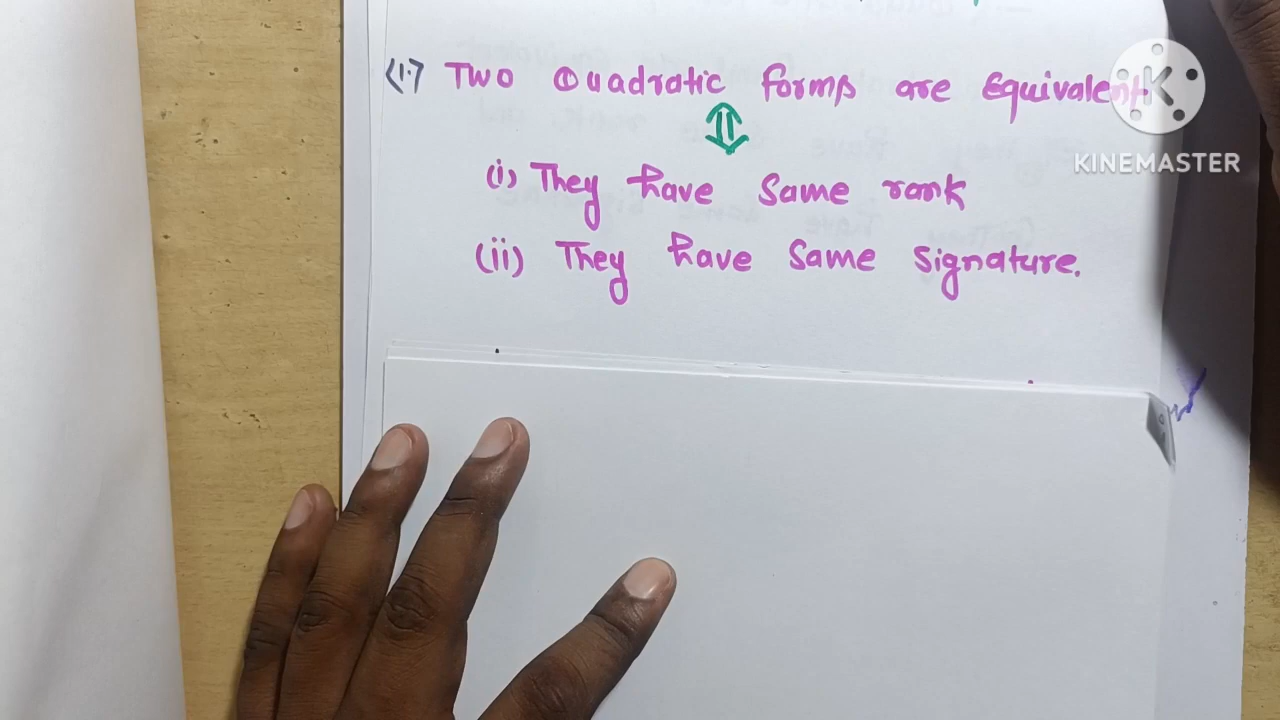 <1.> Two Quadratic forms are Equivalent
⇕
(i) They have same rank
(ii) They have same signature.
KINEMASTER